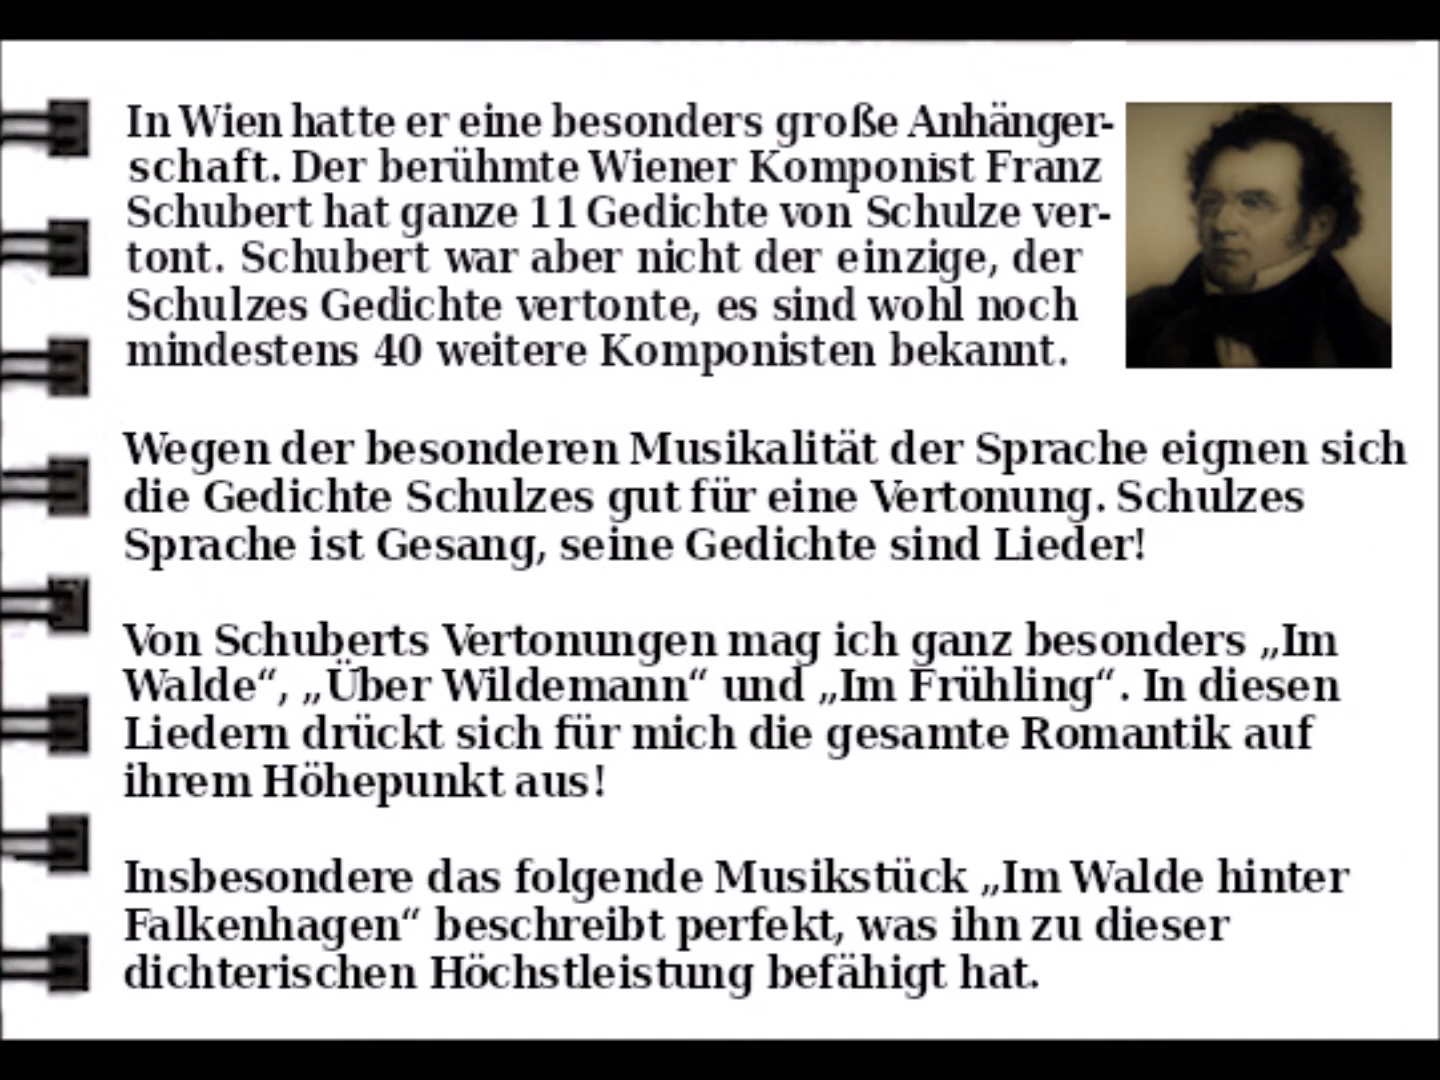 In Wien hatte er eine besonders große Anhänger-
schaft. Der berühmte Wiener Komponist Franz
Schubert hat ganze 11 Gedichte von Schulze ver-
tont. Schubert war aber nicht der einzige, der
Schulzes Gedichte vertonte, es sind wohl noch
mindestens 40 weitere Komponisten bekannt.
Wegen der besonderen Musikalität der Sprache eignen sich
die Gedichte Schulzes gut für eine Vertonung. Schulzes
Sprache ist Gesang, seine Gedichte sind Lieder!
Von Schuberts Vertonungen mag ich ganz besonders „Im
Walde“, „Über Wildemann“ und „Im Frühling“. In diesen
Liedern drückt sich für mich die gesamte Romantik auf
ihrem Höhepunkt aus!
Insbesondere das folgende Musikstück „Im Walde hinter
Falkenhagen“ beschreibt perfekt, was ihn zu dieser
dichterischen Höchstleistung befähigt hat.